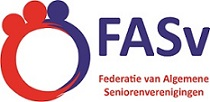 FASv
Federatie van Algemene
Seniorenverenigingen